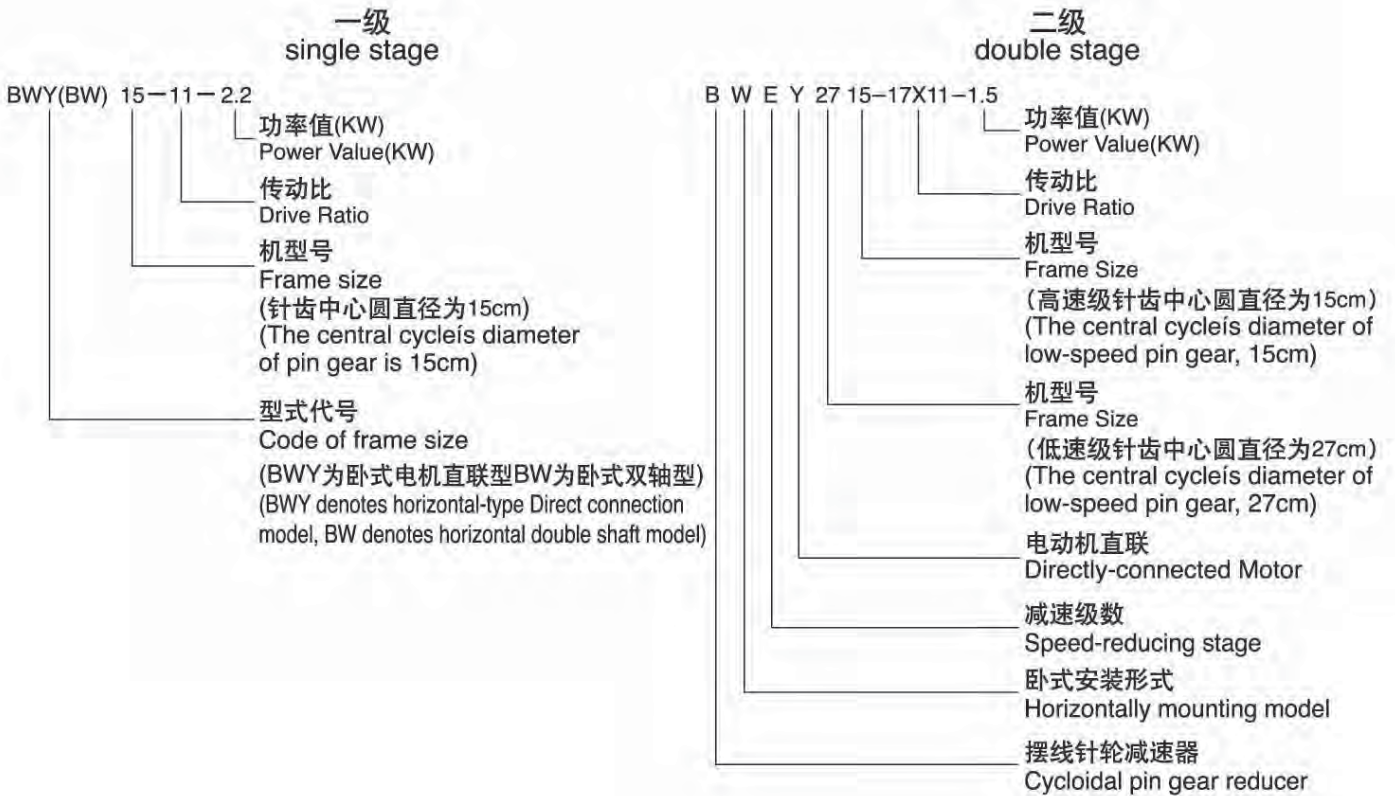 一级
single stage
BWY(BW) 15－11－2.2
功率值(KW)
Power Value(KW)
传动比
Drive Ratio
机型号
Frame size
(针齿中心圆直径为15cm)
(The central cycleís diameter
of pin gear is 15cm)
型式代号
Code of frame size
(BWY为卧式电机直联型BW为卧式双轴型)
(BWY denotes horizontal-type Direct connection
model, BW denotes horizontal double shaft model)
二级
double stage
B W E Y 27 15–17X11–1.5
功率值(KW)
Power Value(KW)
传动比
Drive Ratio
机型号
Frame Size
(高速级针齿中心圆直径为15cm)
(The central cycleís diameter of
low-speed pin gear, 15cm)
机型号
Frame Size
(低速级针齿中心圆直径为27cm)
(The central cycleís diameter of
low-speed pin gear, 27cm)
电动机直联
Directly-connected Motor
减速级数
Speed-reducing stage
卧式安装形式
Horizontally mounting model
摆线针轮减速器
Cycloidal pin gear reducer